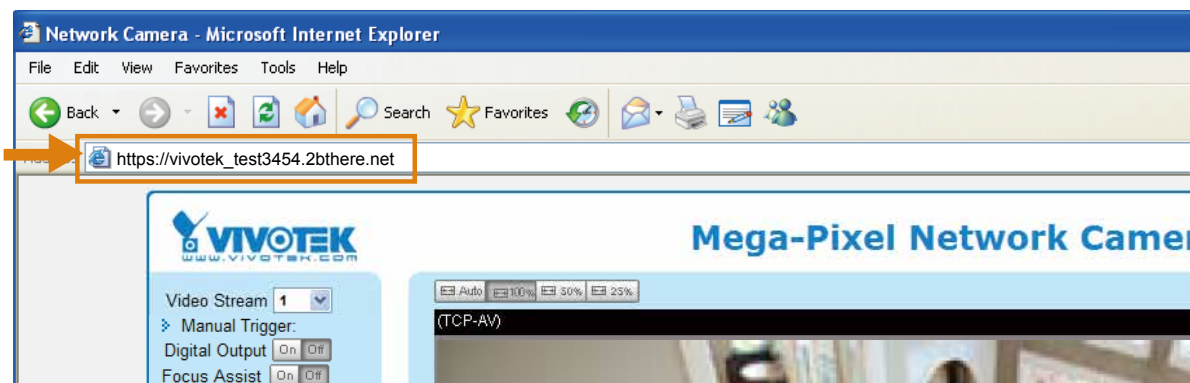 Network Camera - Microsoft Internet Explorer
File Edit View Favorites Tools Help
Back Search Favorites
https://vivotek_test3454.2bthere.net
VIVOTEK
www.vivotek.com
Mega-Pixel Network Camer
Video Stream 1
Auto 100% 50% 25%
Manual Trigger:
(TCP-AV)
Digital Output On Off
Focus Assist On Off